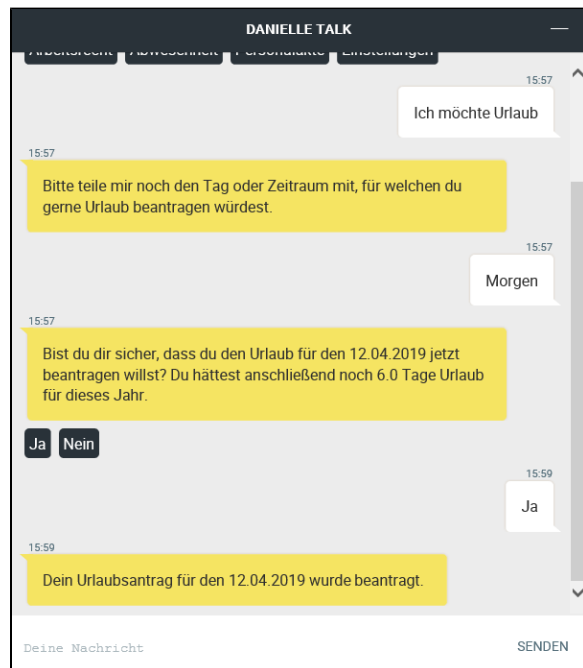 DANIELLE TALK
Arbeitsrecht Abwesenheit Personalakte Einstellungen
15:57
Ich möchte Urlaub
15:57
Bitte teile mir noch den Tag oder Zeitraum mit, für welchen du
gerne Urlaub beantragen würdest.
15:57
Morgen
15:57
Bist du dir sicher, dass du den Urlaub für den 12.04.2019 jetzt
beantragen willst? Du hättest anschließend noch 6.0 Tage Urlaub
für dieses Jahr.
Ja Nein
15:59
Ja
15:59
Dein Urlaubsantrag für den 12.04.2019 wurde beantragt.
Deine Nachricht SENDEN